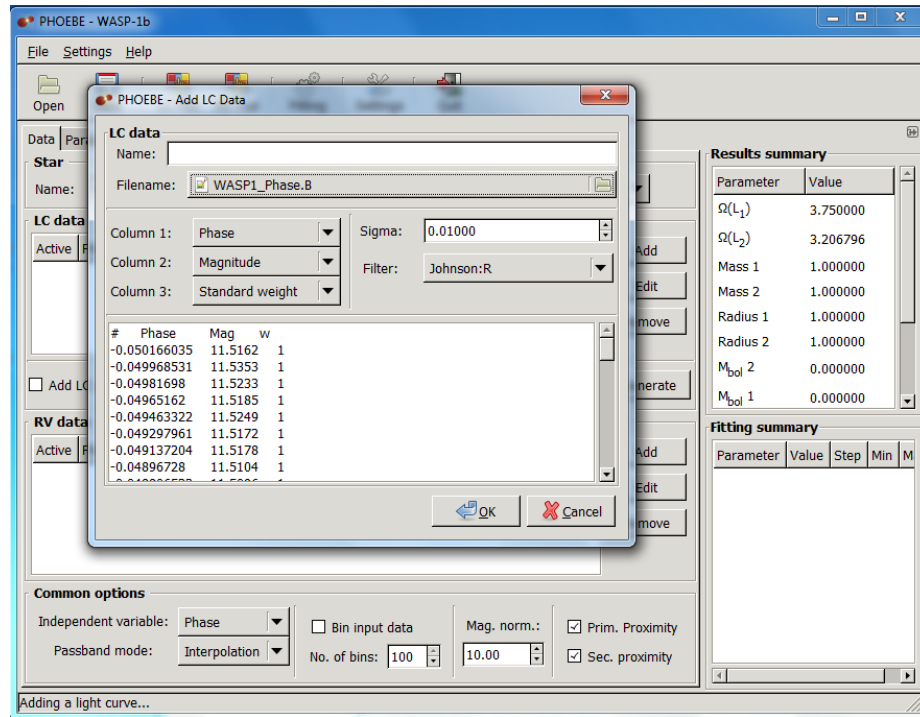 PHOEBE - WASP-1b
File Settings Help
Open
PHOEBE - Add LC Data
LC data
Name:
Filename: WASP1_Phase.B
Column 1: Phase
Column 2: Magnitude
Column 3: Standard weight
Sigma: 0.01000
Filter: Johnson:R
# Phase Mag w
-0.050166035 11.5162 1
-0.049968531 11.5353 1
-0.04981698 11.5233 1
-0.04965162 11.5185 1
-0.049463322 11.5249 1
-0.049297961 11.5172 1
-0.049137204 11.5178 1
-0.04896728 11.5104 1
OK Cancel
Data Par
Star
Name:
LC data
Active
Add
Edit
move
Add LC
nerate
RV data
Active
Add
Edit
move
Common options
Independent variable: Phase
Passband mode: Interpolation
Bin input data
No. of bins: 100
Mag. norm.:
10.00
Prim. Proximity
Sec. proximity
Results summary
Parameter Value
Ω(L1) 3.750000
Ω(L2) 3.206796
Mass 1 1.000000
Mass 2 1.000000
Radius 1 1.000000
Radius 2 1.000000
Mbol 2 0.000000
Mbol 1 0.000000
Fitting summary
Parameter Value Step Min M
Adding a light curve...